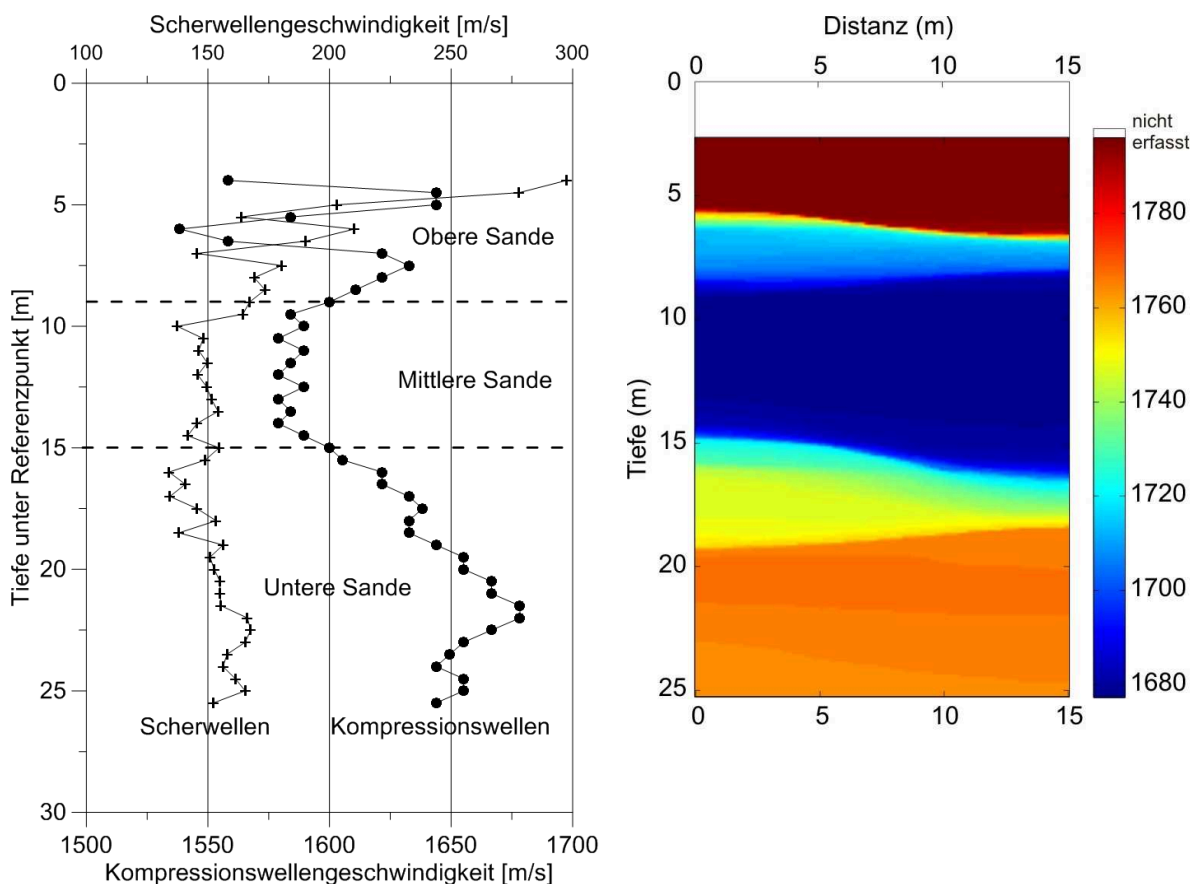 Scherwellengeschwindigkeit [m/s]
100 150 200 250 300
Tiefe unter Referenzpunkt [m]
0
5
10
15
20
25
30
Obere Sande
Mittlere Sande
Untere Sande
Scherwellen Kompressionswellen
1500 1550 1600 1650 1700
Kompressionswellengeschwindigkeit [m/s]
Distanz (m)
0 5 10 15
Tiefe (m)
0
5
10
15
20
25
0 5 10 15
nicht
erfasst
1780
1760
1740
1720
1700
1680